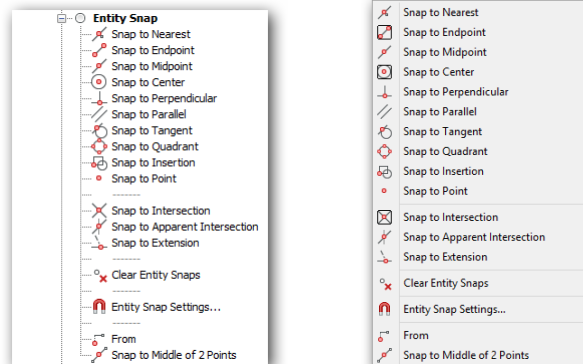 Entity Snap
Snap to Nearest
Snap to Endpoint
Snap to Midpoint
Snap to Center
Snap to Perpendicular
Snap to Parallel
Snap to Tangent
Snap to Quadrant
Snap to Insertion
Snap to Point
-------
Snap to Intersection
Snap to Apparent Intersection
Snap to Extension
-------
Clear Entity Snaps
-------
Entity Snap Settings...
-------
From
Snap to Middle of 2 Points
Snap to Nearest
Snap to Endpoint
Snap to Midpoint
Snap to Center
Snap to Perpendicular
Snap to Parallel
Snap to Tangent
Snap to Quadrant
Snap to Insertion
Snap to Point
Snap to Intersection
Snap to Apparent Intersection
Snap to Extension
Clear Entity Snaps
Entity Snap Settings...
From
Snap to Middle of 2 Points